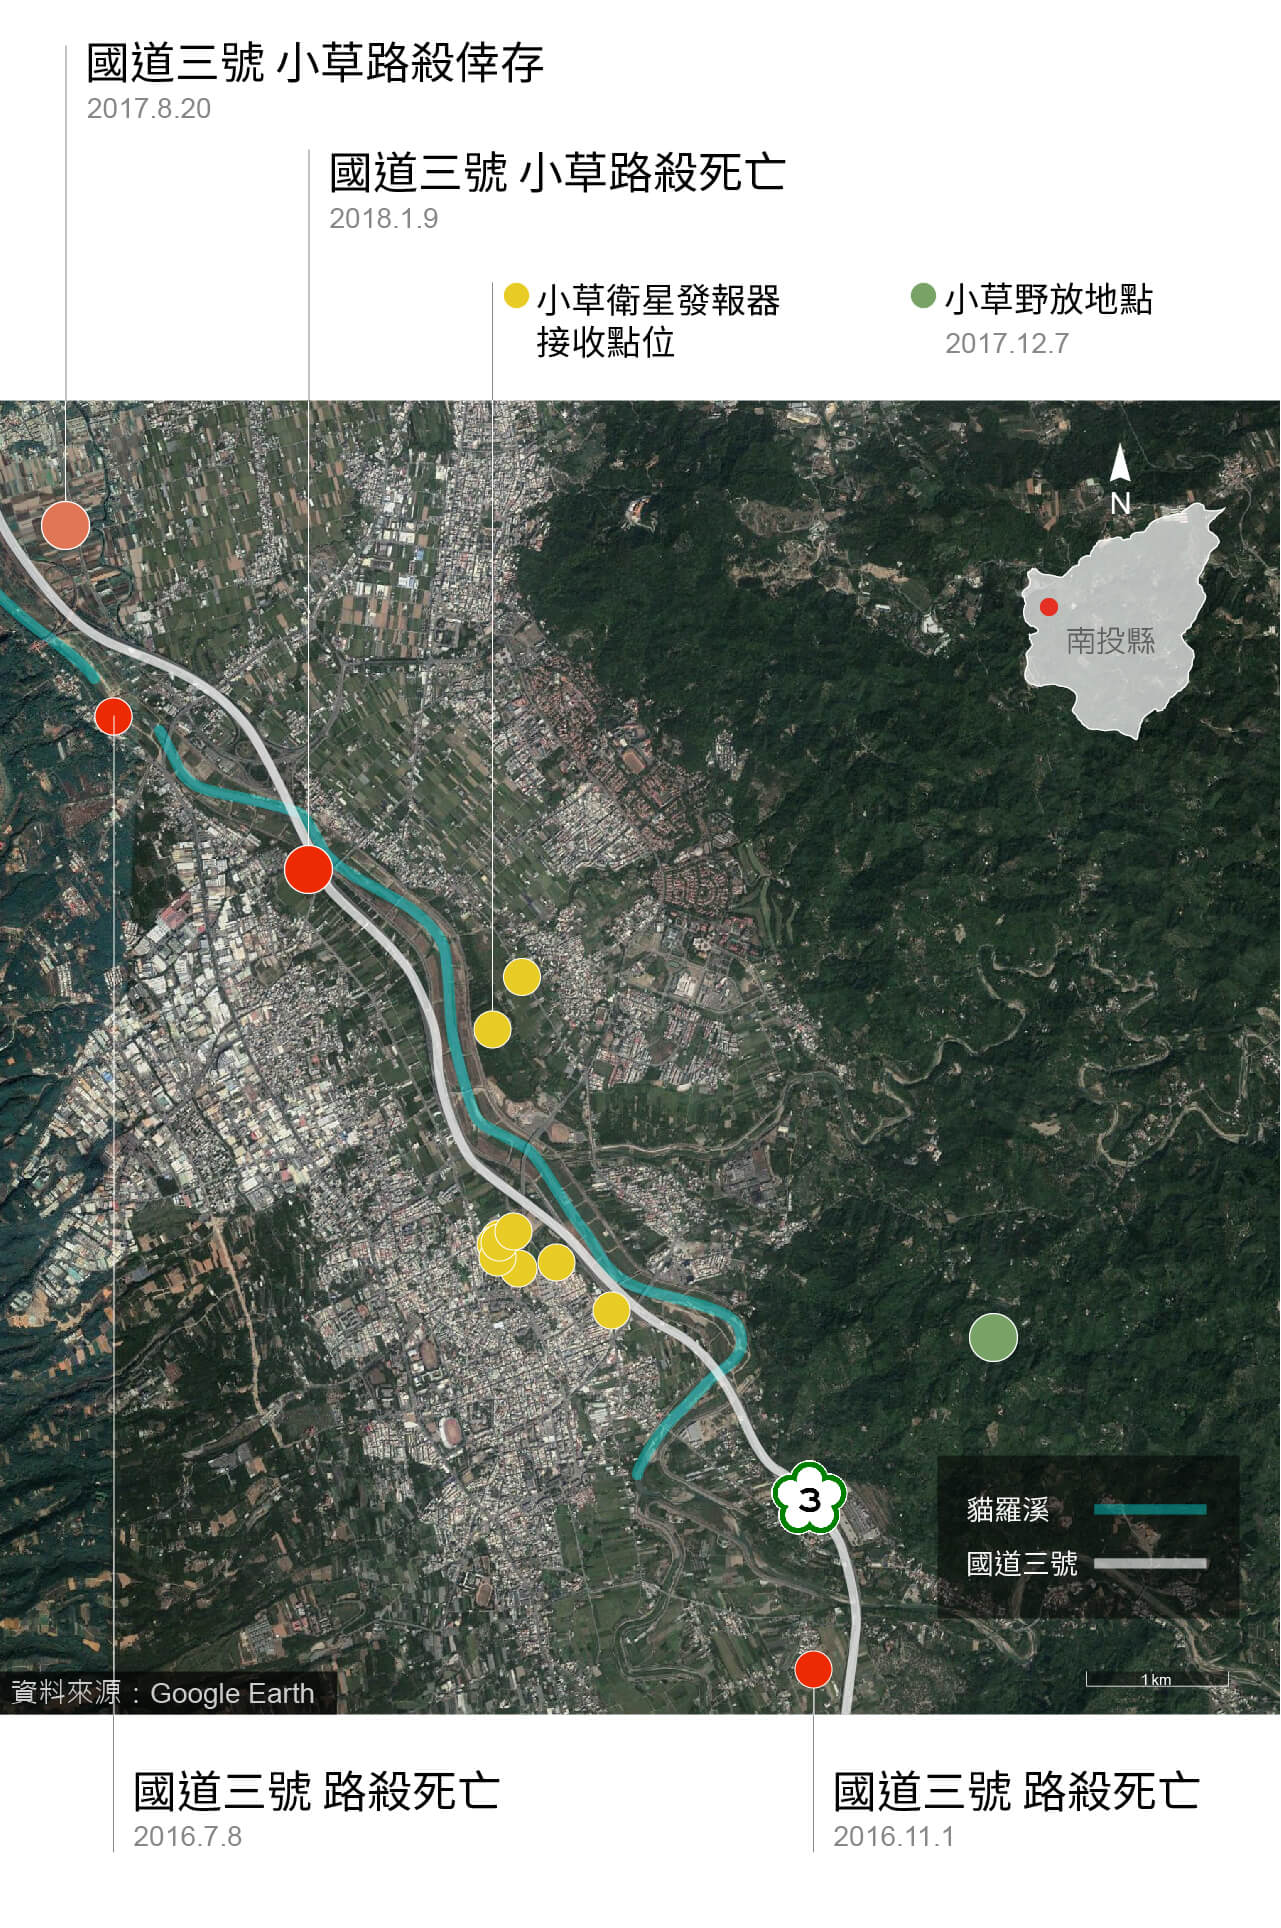 國道三號 小草路殺倖存
2017.8.20
國道三號 小草路殺死亡
2018.1.9
小草衛星發報器
接收點位
小草野放地點
2017.12.7
N
南投縣
3
貓羅溪
國道三號
1 km
資料來源：Google Earth
國道三號 路殺死亡
2016.7.8
國道三號 路殺死亡
2016.11.1